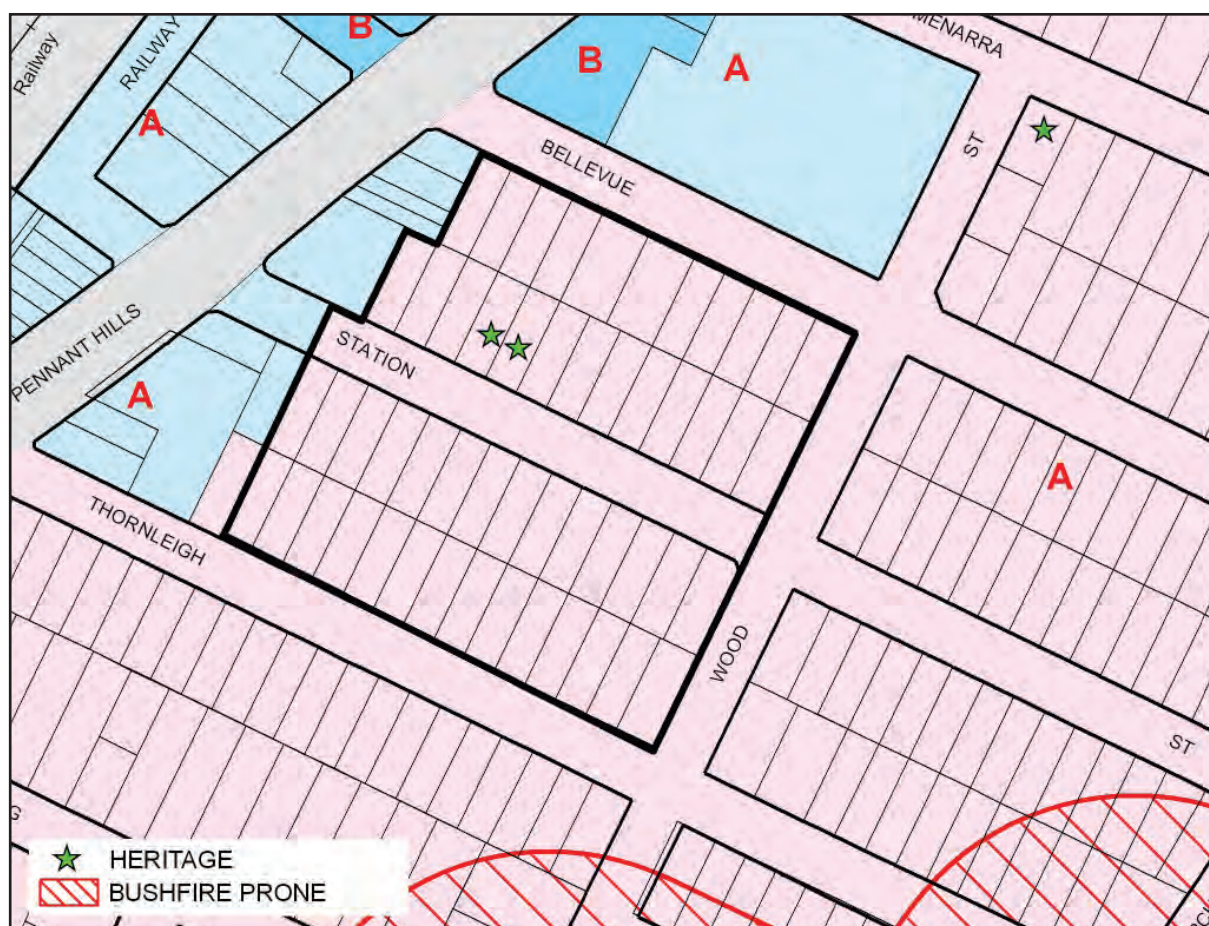 Railway
RAILWAY
B
B
A
MENARRA
A
ST
BELLEVUE
PENNANT HILLS
STATION
A
A
THORNLEIGH
WOOD
ST
G
HERITAGE
BUSHFIRE PRONE